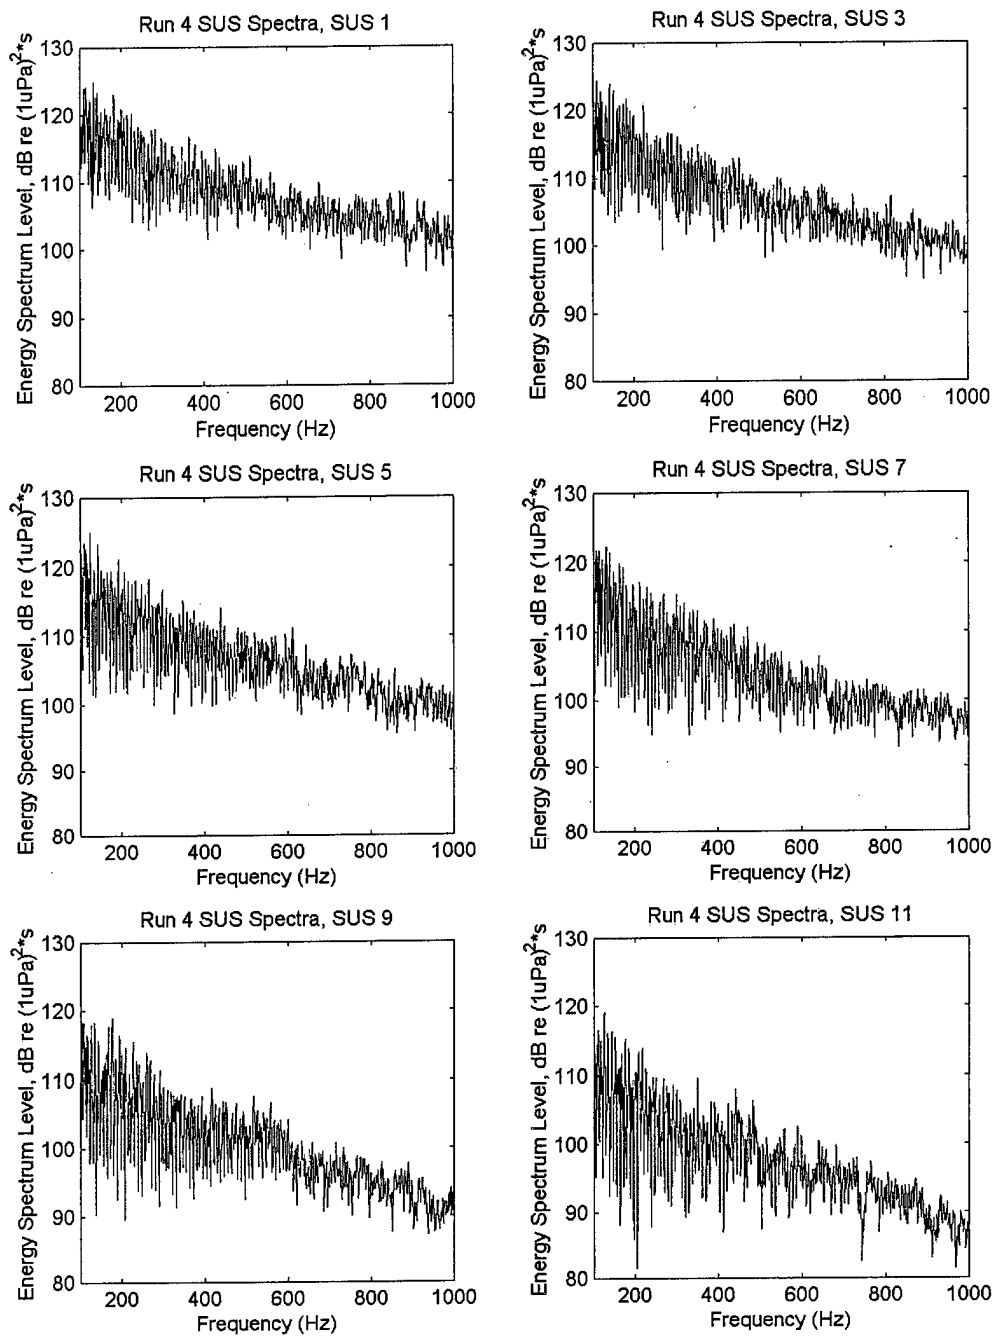 Run 4 SUS Spectra, SUS 1
Energy Spectrum Level, dB re (1uPa)^2*s
130
120
110
100
90
80
200 400 600 800 1000
Frequency (Hz)
Run 4 SUS Spectra, SUS 3
Energy Spectrum Level, dB re (1uPa)^2*s
130
120
110
100
90
80
200 400 600 800 1000
Frequency (Hz)
Run 4 SUS Spectra, SUS 5
Energy Spectrum Level, dB re (1uPa)^2*s
130
120
110
100
90
80
200 400 600 800 1000
Frequency (Hz)
Run 4 SUS Spectra, SUS 7
Energy Spectrum Level, dB re (1uPa)^2*s
130
120
110
100
90
80
200 400 600 800 1000
Frequency (Hz)
Run 4 SUS Spectra, SUS 9
Energy Spectrum Level, dB re (1uPa)^2*s
130
120
110
100
90
80
200 400 600 800 1000
Frequency (Hz)
Run 4 SUS Spectra, SUS 11
Energy Spectrum Level, dB re (1uPa)^2*s
130
120
110
100
90
80
200 400 600 800 1000
Frequency (Hz)